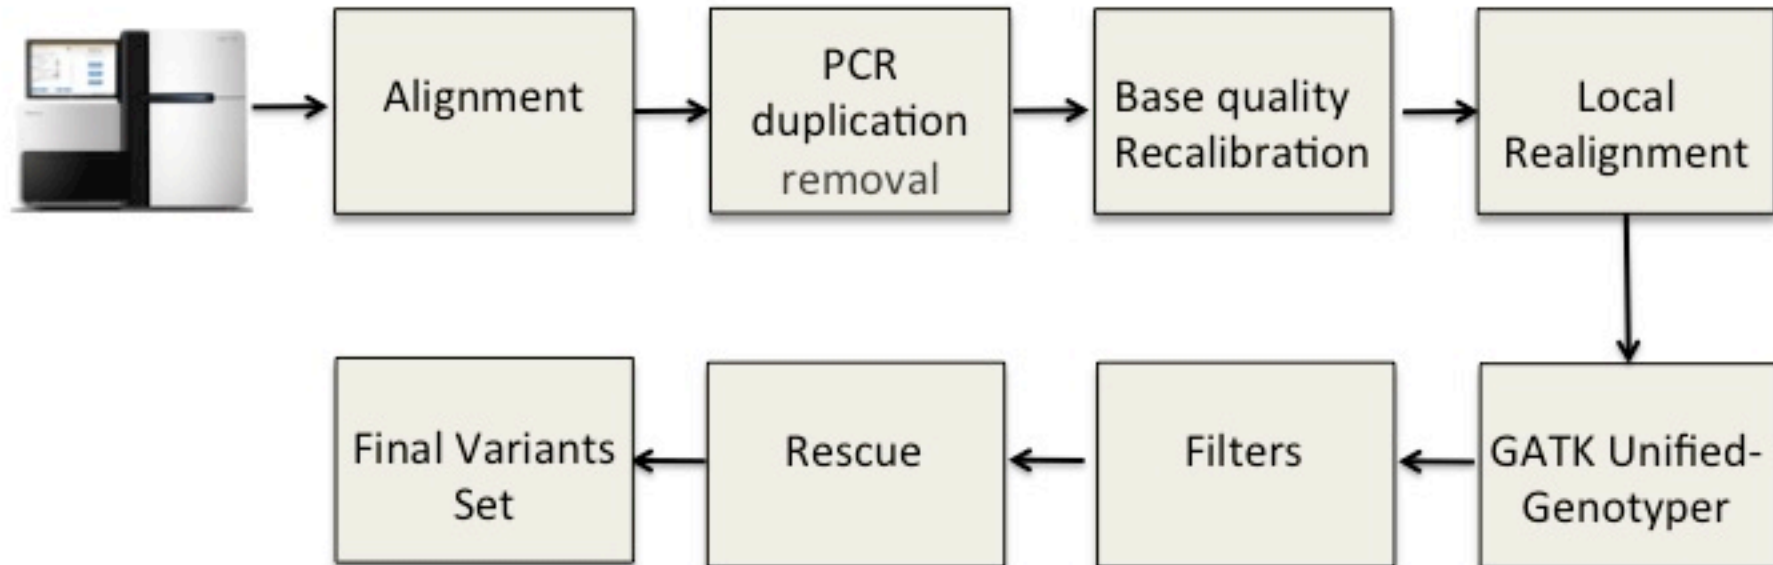 Alignment
PCR
duplication
removal
Base quality
Recalibration
Local
Realignment
GATK Unified-
Genotyper
Filters
Rescue
Final Variants
Set